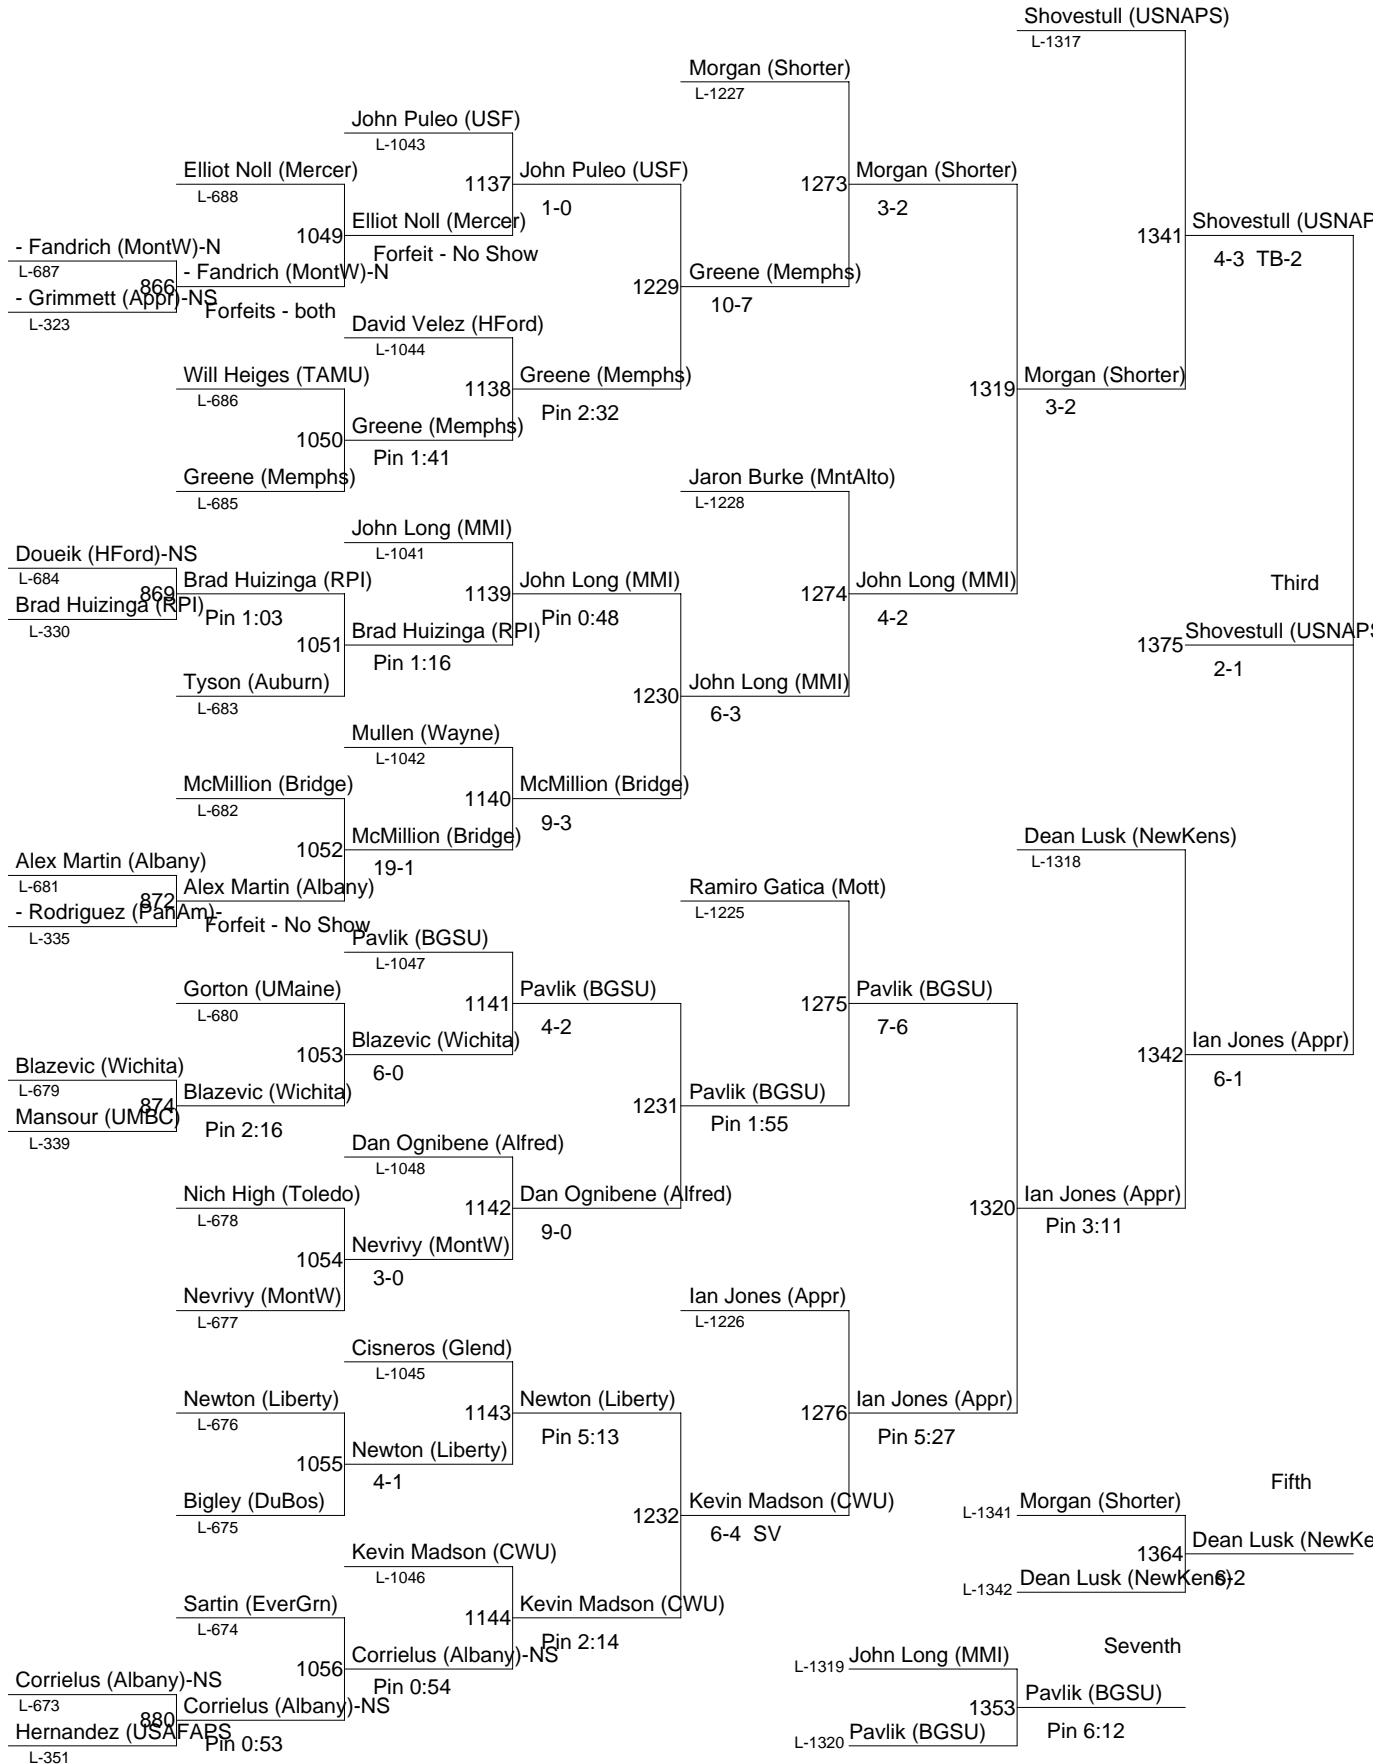 Shovestull (USNAPS)
L-1317
Morgan (Shorter)
L-1227
John Puleo (USF)
L-1043
Elliot Noll (Mercer)
L-688
1137
John Puleo (USF)
1-0
1273
Morgan (Shorter)
3-2
1049
Elliot Noll (Mercer)
Forfeit - No Show
1341
Shovestull (USNAP
4-3 TB-2
- Fandrich (MontW)-N
L-687
866
- Fandrich (MontW)-N
Forfeits - both
- Grimmett (Appr)-NS
L-323
1229
Greene (Memphs)
10-7
David Velez (HFord)
L-1044
Will Heiges (TAMU)
L-686
1138
Greene (Memphs)
Pin 2:32
1319
Morgan (Shorter)
3-2
1050
Greene (Memphs)
Pin 1:41
Greene (Memphs)
L-685
Jaron Burke (MntAlto)
L-1228
John Long (MMI)
L-1041
Doueik (HFord)-NS
L-684
869
Brad Huizinga (RPI)
Pin 1:03
Brad Huizinga (RPI)
L-330
1139
John Long (MMI)
Pin 0:48
1274
John Long (MMI)
4-2
Third
1051
Brad Huizinga (RPI)
Pin 1:16
1375
Shovestull (USNAPS
2-1
Tyson (Auburn)
L-683
1230
John Long (MMI)
6-3
Mullen (Wayne)
L-1042
McMillion (Bridge)
L-682
1140
McMillion (Bridge)
9-3
1052
McMillion (Bridge)
19-1
Dean Lusk (NewKens)
L-1318
Alex Martin (Albany)
L-681
872
Alex Martin (Albany)
Forfeit - No Show
- Rodriguez (PanAm)-
L-335
Ramiro Gatica (Mott)
L-1225
Pavlik (BGSU)
L-1047
Gorton (UMaine)
L-680
1141
Pavlik (BGSU)
4-2
1275
Pavlik (BGSU)
7-6
1053
Blazevic (Wichita)
6-0
1342
Ian Jones (Appr)
6-1
Blazevic (Wichita)
L-679
874
Blazevic (Wichita)
Pin 2:16
Mansour (UMBC)
L-339
1231
Pavlik (BGSU)
Pin 1:55
Dan Ognibene (Alfred)
L-1048
Nich High (Toledo)
L-678
1142
Dan Ognibene (Alfred)
9-0
1320
Ian Jones (Appr)
Pin 3:11
1054
Nevrivy (MontW)
3-0
Nevrivy (MontW)
L-677
Ian Jones (Appr)
L-1226
Cisneros (Glend)
L-1045
Newton (Liberty)
L-676
1143
Newton (Liberty)
Pin 5:13
1276
Ian Jones (Appr)
Pin 5:27
1055
Newton (Liberty)
4-1
Bigley (DuBos)
L-675
1232
Kevin Madson (CWU)
6-4 SV
Fifth
L-1341
Morgan (Shorter)
1364
Dean Lusk (NewKe
6-2
L-1342
Dean Lusk (NewKens)
Kevin Madson (CWU)
L-1046
Sartin (EverGrn)
L-674
1144
Kevin Madson (CWU)
Pin 2:14
1056
Corrielus (Albany)-NS
Pin 0:54
Corrielus (Albany)-NS
L-673
880
Corrielus (Albany)-NS
Pin 0:53
Hernandez (USAFAPS
L-351
Seventh
L-1319
John Long (MMI)
1353
Pavlik (BGSU)
Pin 6:12
L-1320
Pavlik (BGSU)